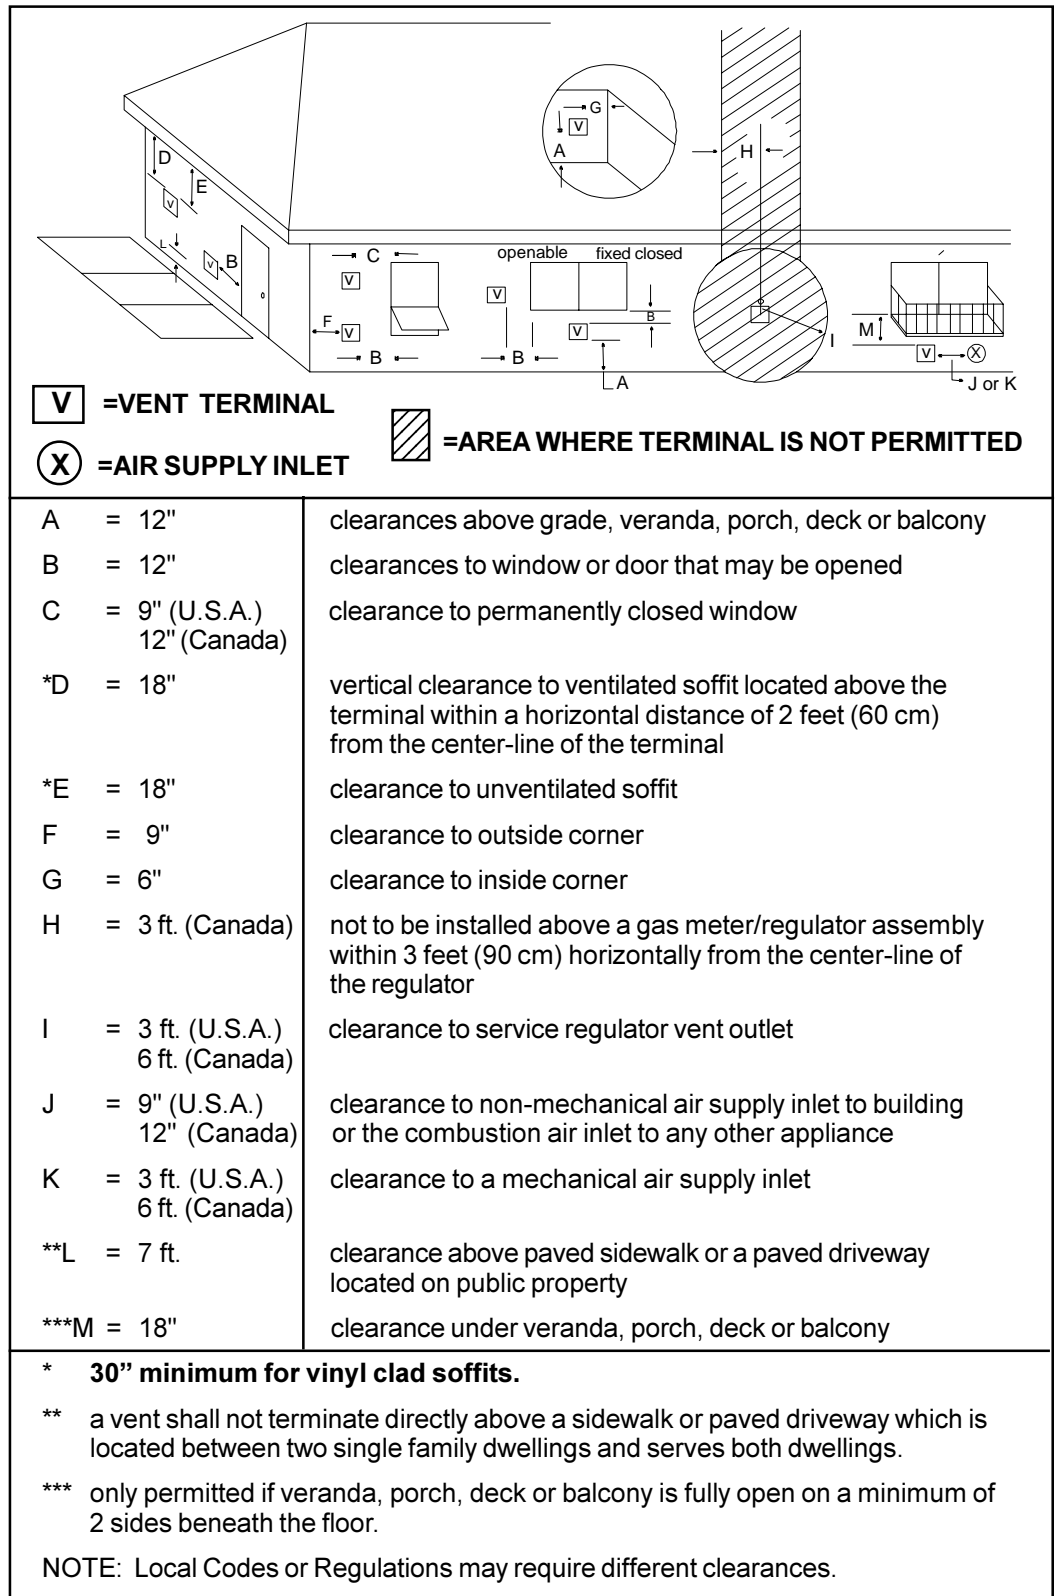 G
V
A
H
D
E
V
L
V
B
C
openable
fixed closed
V
V
F
V
B
V
B
B
A
I
M
V
X
J or K
V =VENT TERMINAL
X =AIR SUPPLY INLET
=AREA WHERE TERMINAL IS NOT PERMITTED
A = 12" clearances above grade, veranda, porch, deck or balcony
B = 12" clearances to window or door that may be opened
C = 9" (U.S.A.) clearance to permanently closed window
12" (Canada)
*D = 18" vertical clearance to ventilated soffit located above the
terminal within a horizontal distance of 2 feet (60 cm)
from the center-line of the terminal
*E = 18" clearance to unventilated soffit
F = 9" clearance to outside corner
G = 6" clearance to inside corner
H = 3 ft. (Canada) not to be installed above a gas meter/regulator assembly
within 3 feet (90 cm) horizontally from the center-line of
the regulator
I = 3 ft. (U.S.A.) clearance to service regulator vent outlet
6 ft. (Canada)
J = 9" (U.S.A.) clearance to non-mechanical air supply inlet to building
12" (Canada) or the combustion air inlet to any other appliance
K = 3 ft. (U.S.A.) clearance to a mechanical air supply inlet
6 ft. (Canada)
**L = 7 ft. clearance above paved sidewalk or a paved driveway
located on public property
***M = 18" clearance under veranda, porch, deck or balcony
* 30” minimum for vinyl clad soffits.
** a vent shall not terminate directly above a sidewalk or paved driveway which is
located between two single family dwellings and serves both dwellings.
*** only permitted if veranda, porch, deck or balcony is fully open on a minimum of
2 sides beneath the floor.
NOTE: Local Codes or Regulations may require different clearances.